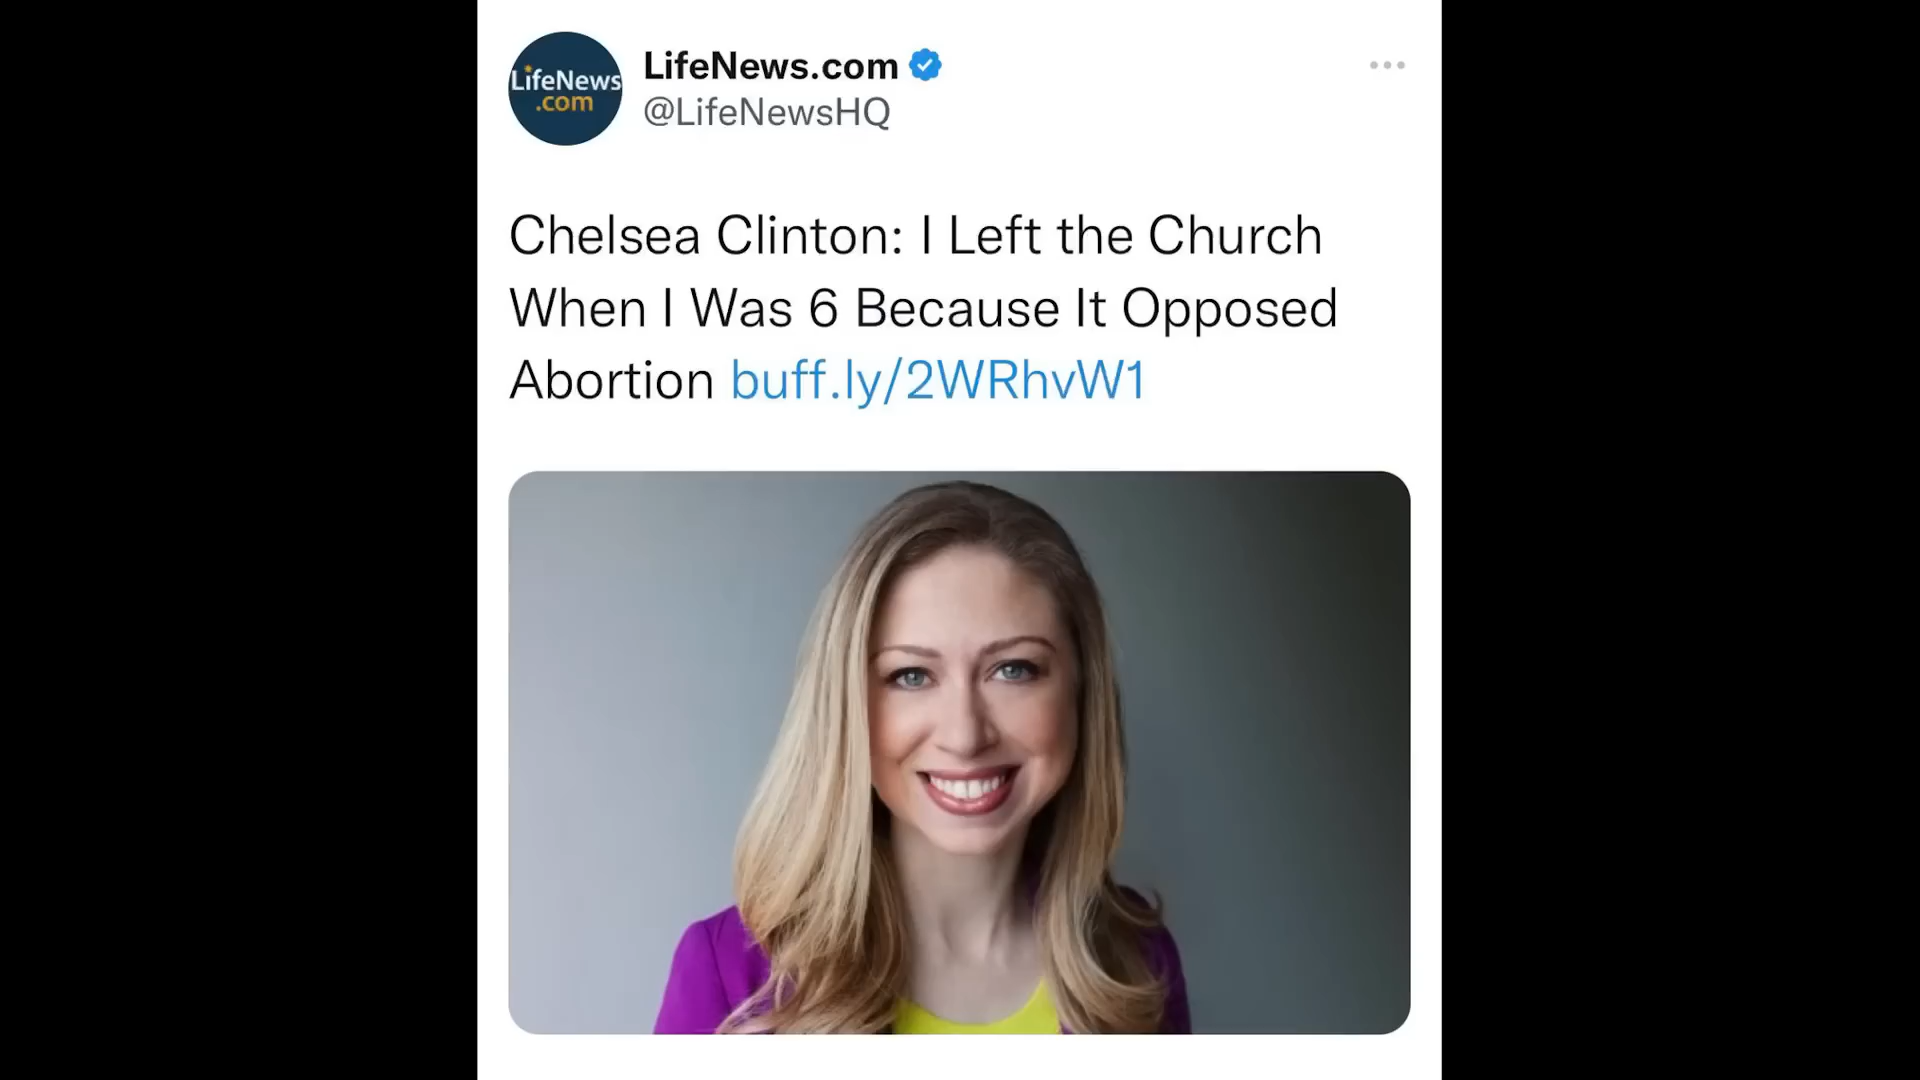 LifeNews
.com
LifeNews.com
@LifeNewsHQ
Chelsea Clinton: I Left the Church
When I Was 6 Because It Opposed
Abortion buff.ly/2WRhvW1